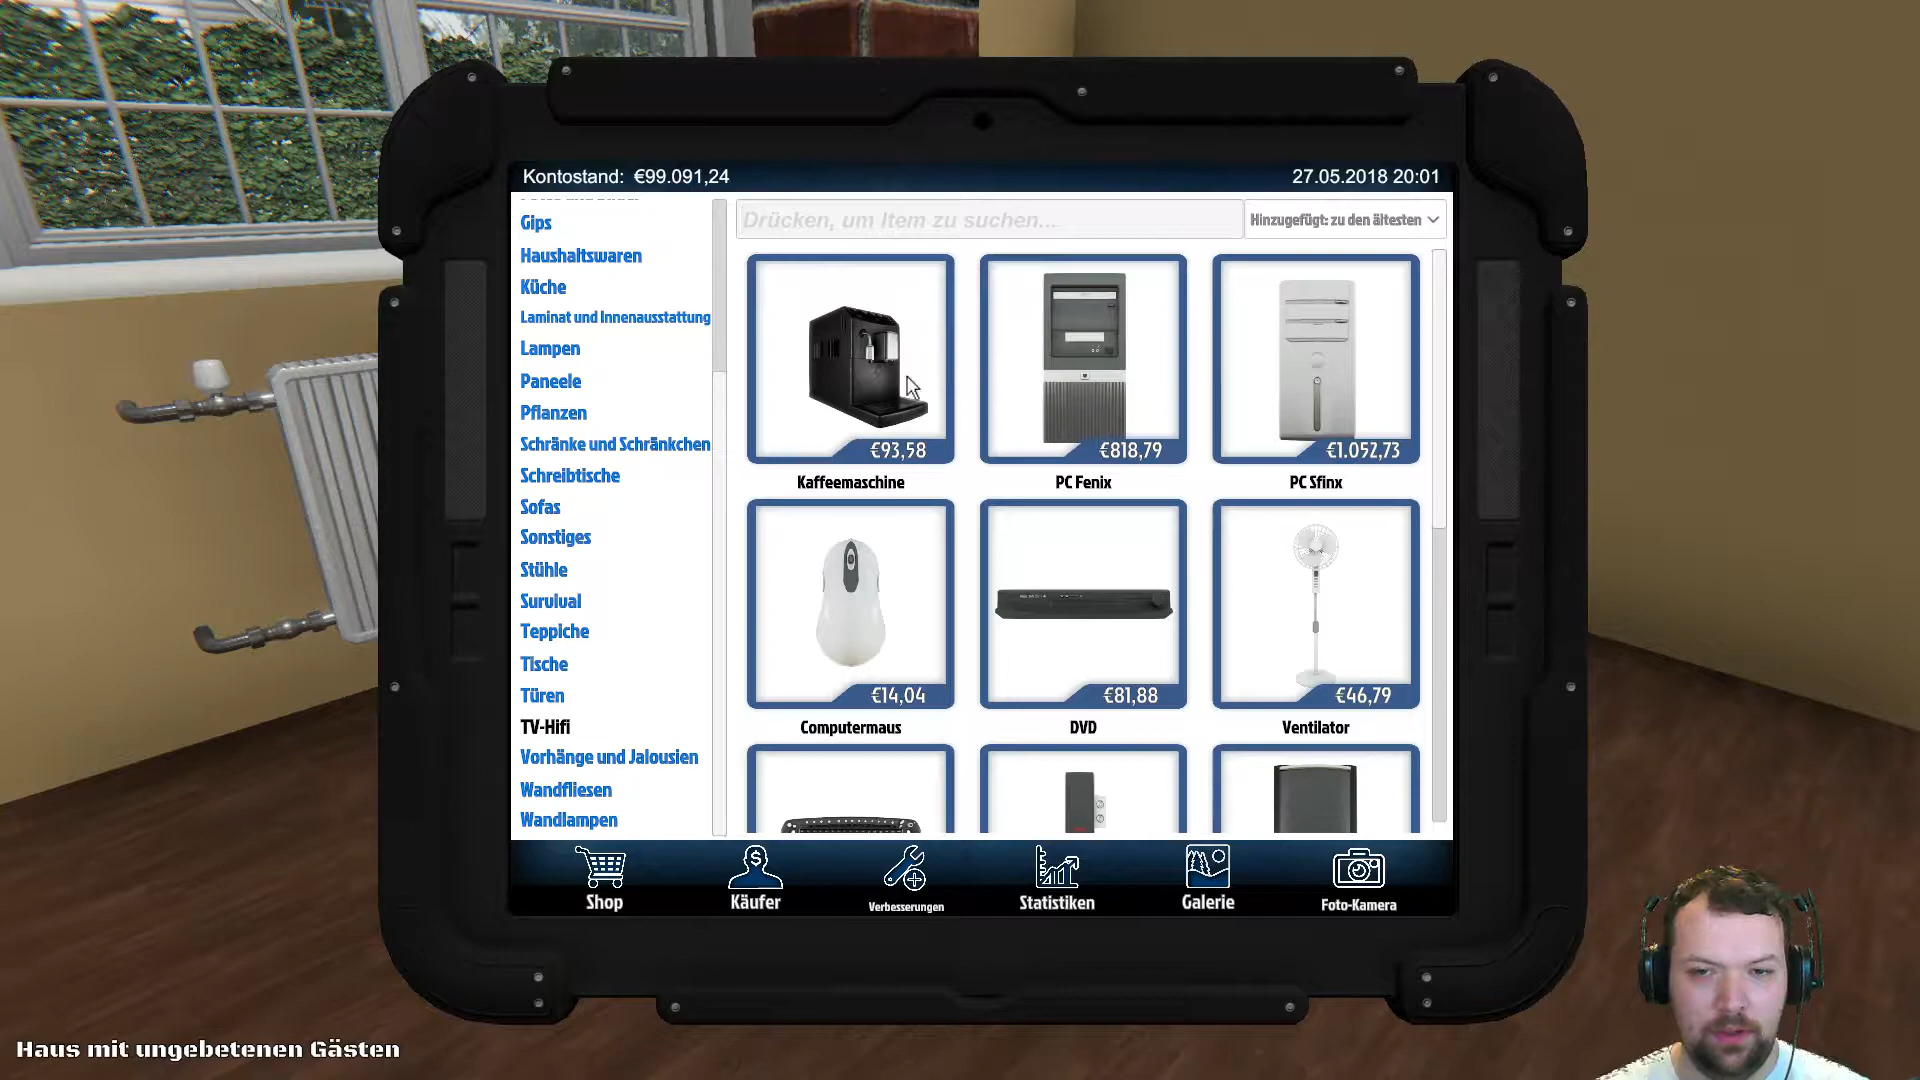 Kontostand: €99.091,24
27.05.2018 20:01
Gips
Haushaltswaren
Küche
Laminat und Innenausstattung
Lampen
Paneele
Pflanzen
Schränke und Schränkchen
Schreibtische
Sofas
Sonstiges
Stühle
Survival
Teppiche
Tische
Türen
TV-Hifi
Vorhänge und Jalousien
Wandfliesen
Wandlampen
Drücken, um Item zu suchen...
Hinzugefügt: zu den ältesten
€93,58
€818,79
€1.052,73
Kaffeemaschine
PC Fenix
PC Sfinx
€14,04
€81,88
€46,79
Computermaus
DVD
Ventilator
Shop
Käufer
Verbesserungen
Statistiken
Galerie
Foto-Kamera
Haus mit ungebetenen Gästen